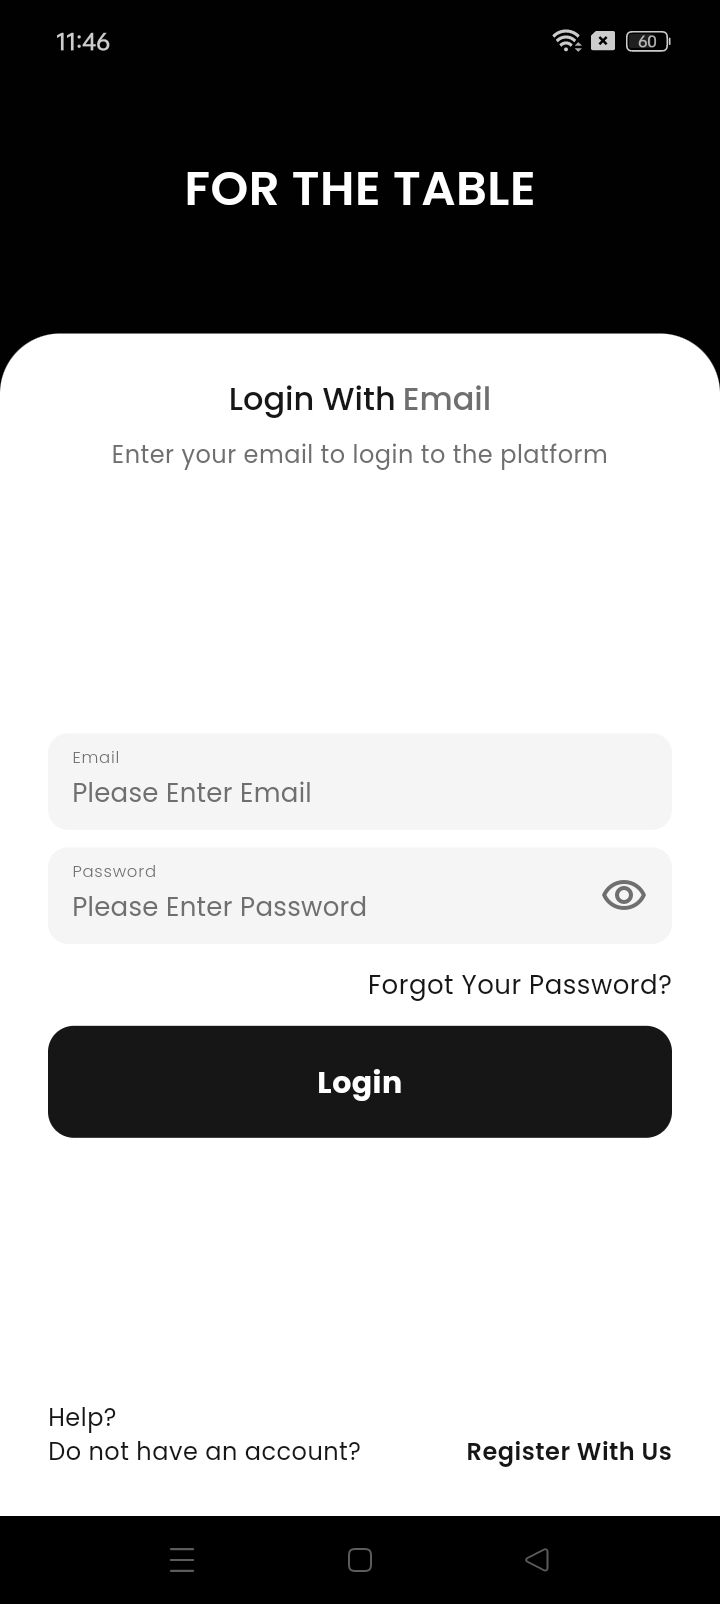 11:46
60
FOR THE TABLE
Login With Email
Enter your email to login to the platform
Email
Please Enter Email
Password
Please Enter Password
Forgot Your Password?
Login
Help?
Do not have an account? Register With Us